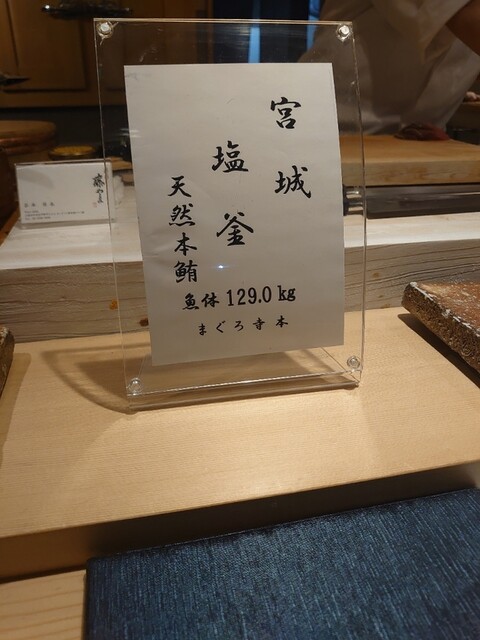 宮城
塩釜
天然本鮪
魚体 129.0 kg
まぐろ寺本